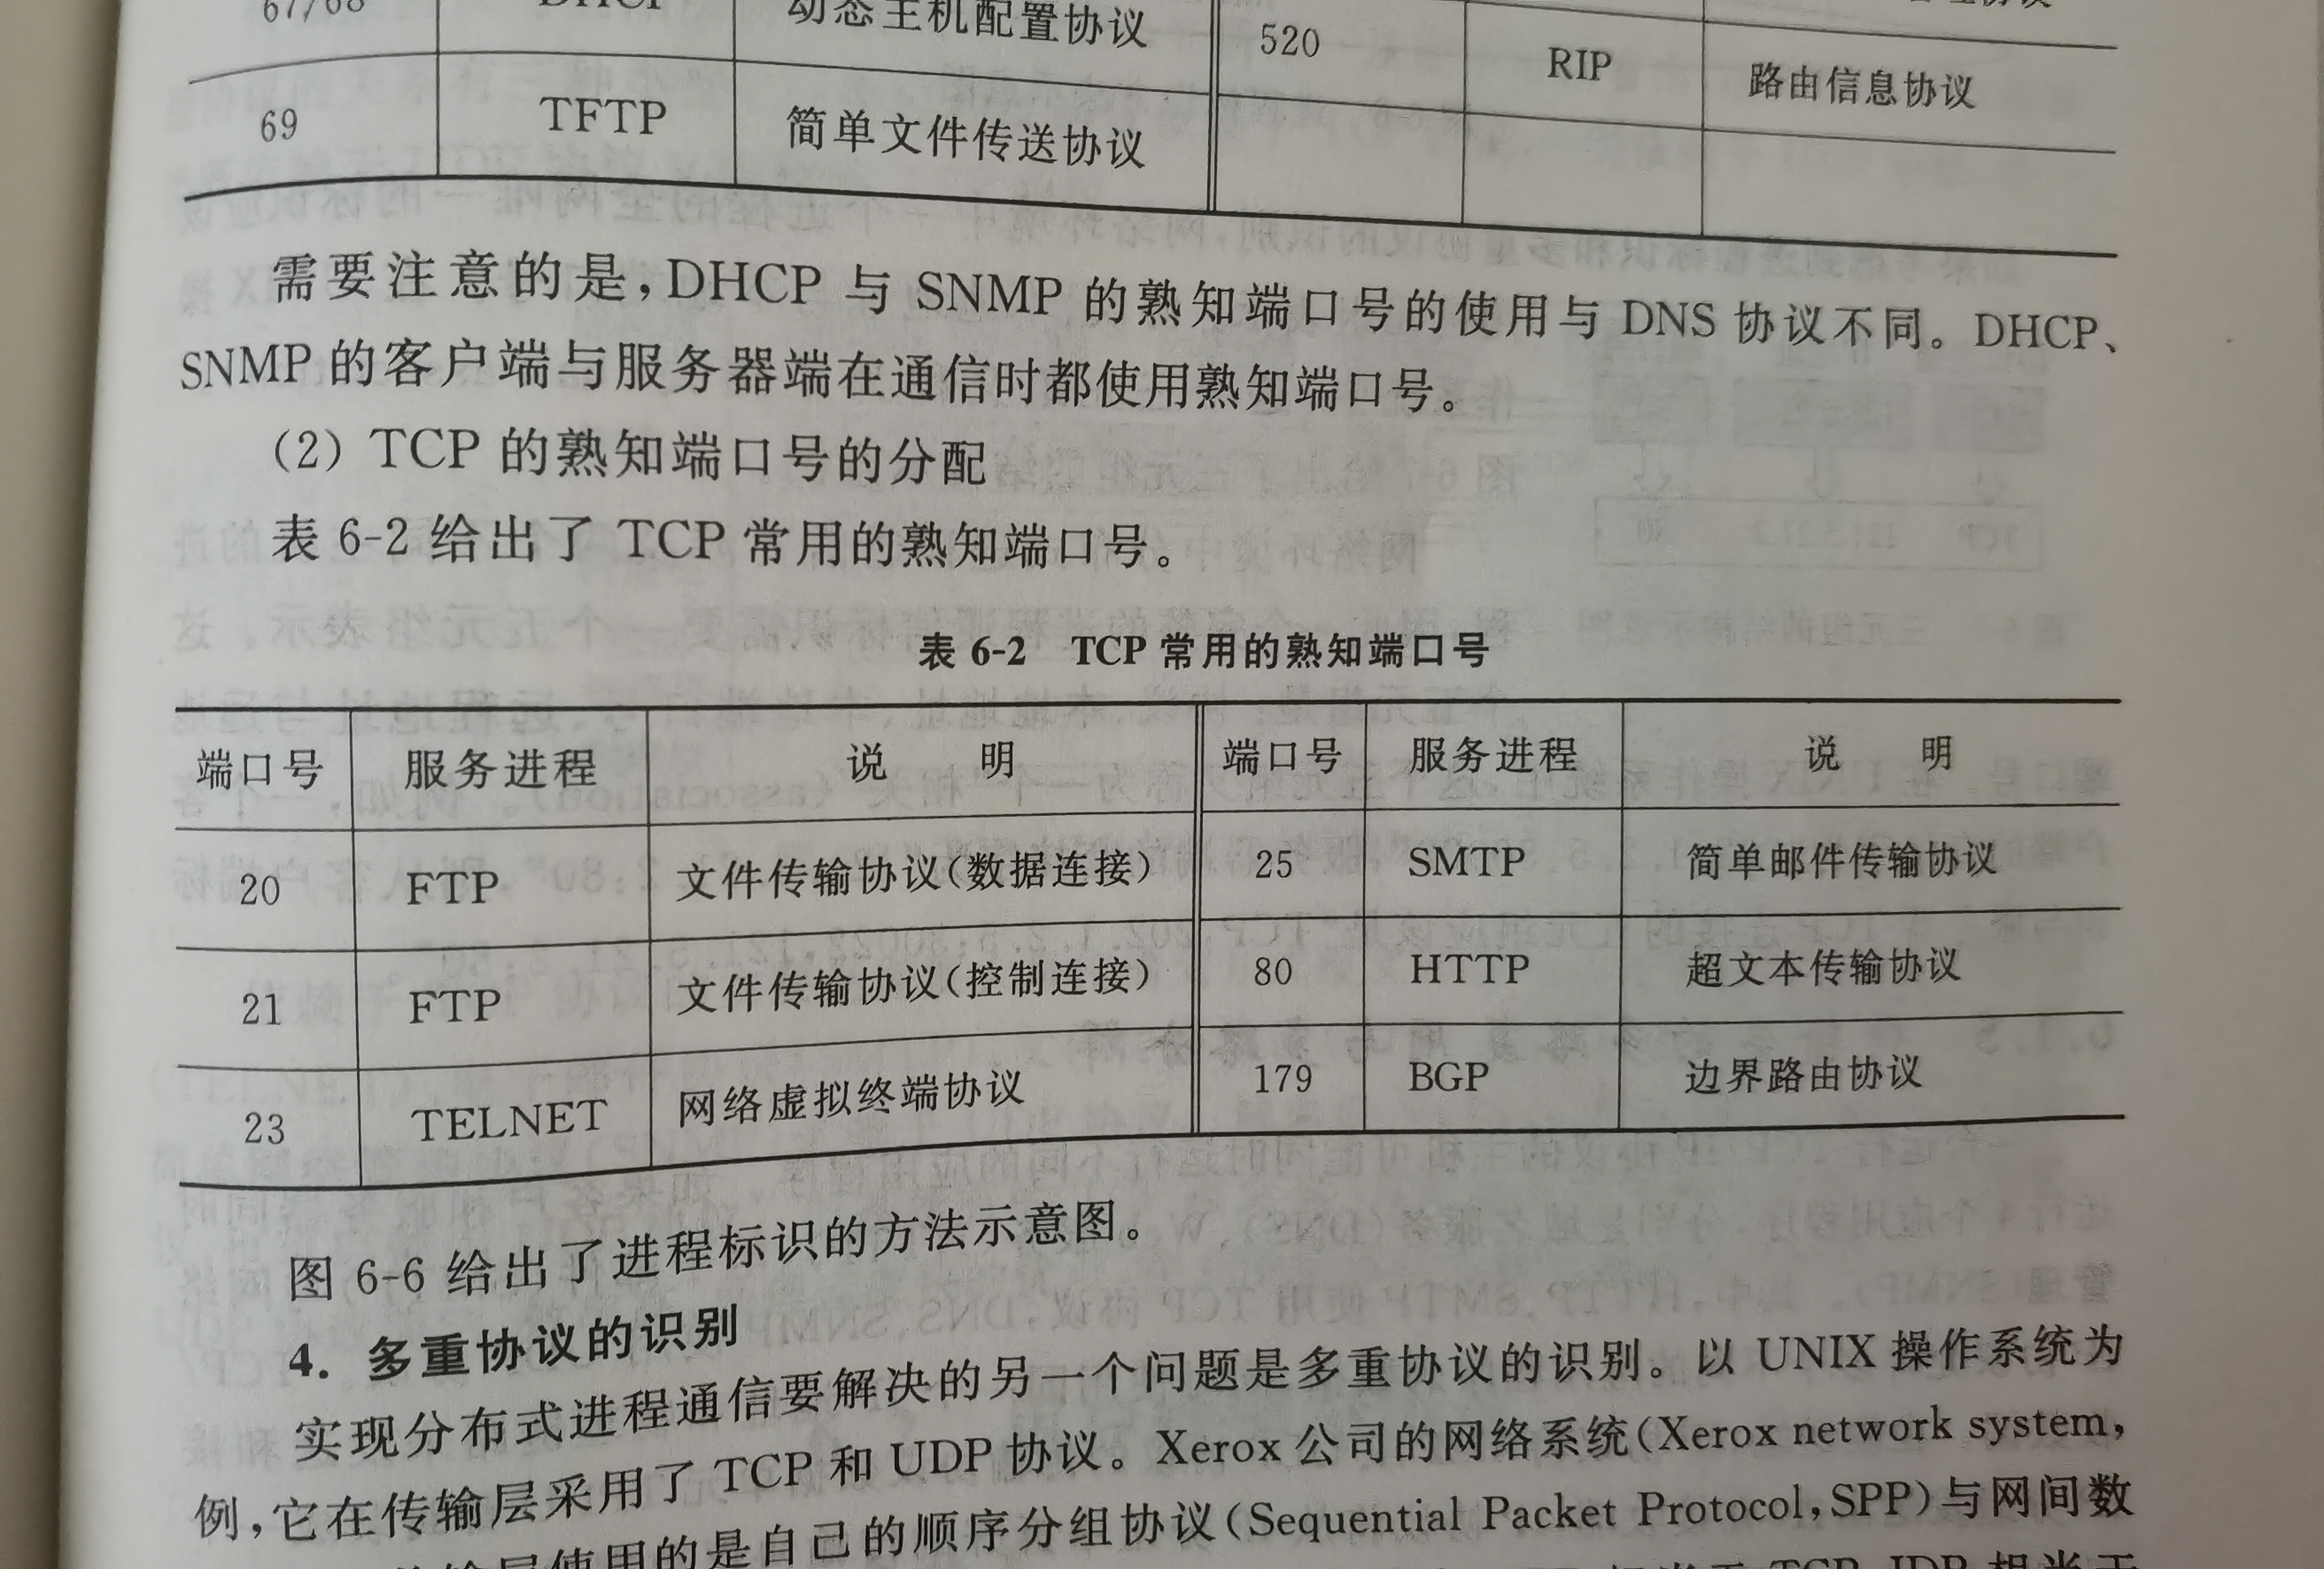 67/68 DHCP 动态主机配置协议
520 RIP 路由信息协议
69 TFTP 简单文件传送协议
需要注意的是,DHCP 与 SNMP 的熟知端口号的使用与 DNS 协议不同。DHCP、
SNMP 的客户端与服务器端在通信时都使用熟知端口号。
(2) TCP 的熟知端口号的分配
表 6-2 给出了 TCP 常用的熟知端口号。
表 6-2 TCP 常用的熟知端口号
端口号 服务进程 说 明 端口号 服务进程 说 明
20 FTP 文件传输协议(数据连接) 25 SMTP 简单邮件传输协议
21 FTP 文件传输协议(控制连接) 80 HTTP 超文本传输协议
23 TELNET 网络虚拟终端协议 179 BGP 边界路由协议
图 6-6 给出了进程标识的方法示意图。
4. 多重协议的识别
实现分布式进程通信要解决的另一个问题是多重协议的识别。以 UNIX 操作系统为
例,它在传输层采用了 TCP 和 UDP 协议。Xerox 公司的网络系统(Xerox network system,
使用的是自己的顺序分组协议(Sequential Packet Protocol,SPP)与网间数